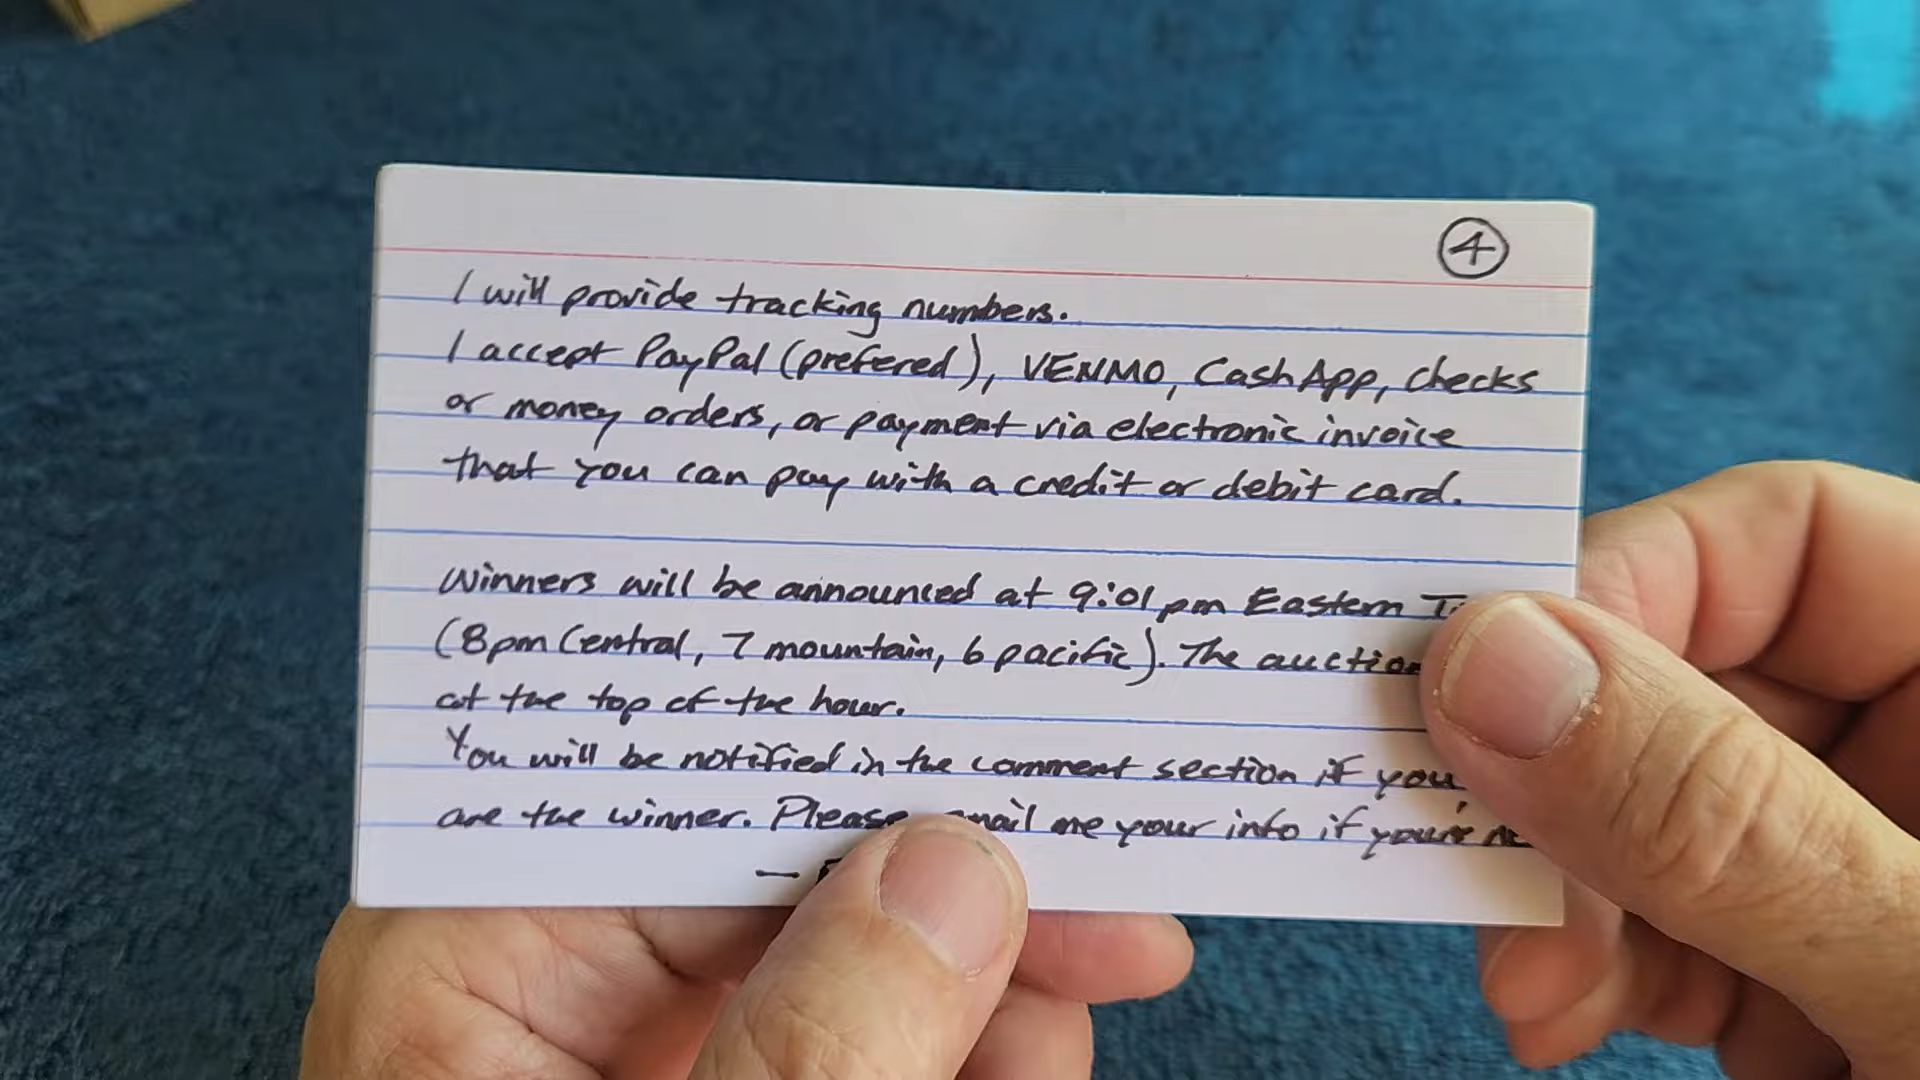 4
I will provide tracking numbers.
I accept PayPal (prefered), VENMO, Cash App, checks
or money orders, or payment via electronic invoice
that you can pay with a credit or debit card.
Winners will be announced at 9:01 pm Eastern
(8pm Central, 7 mountain, 6 pacific). The auction
at the top of the hour.
You will be notified in the comment section if you
are the winner. Please email me your info if you're
—